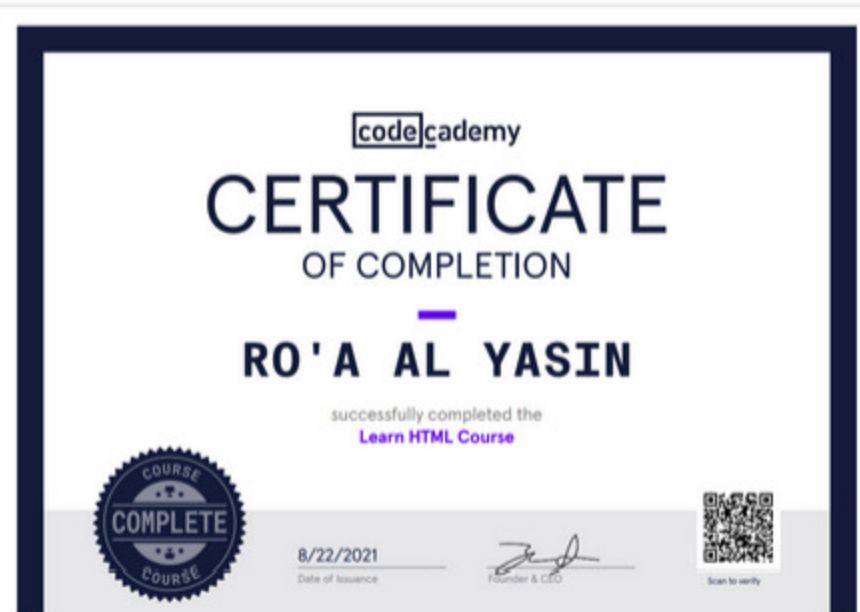 codecademy
CERTIFICATE
OF COMPLETION
RO'A AL YASIN
successfully completed the
Learn HTML Course
COURSE
COMPLETE
COURSE
8/22/2021
Date of Issuance
Founder & CEO
Scan to verify